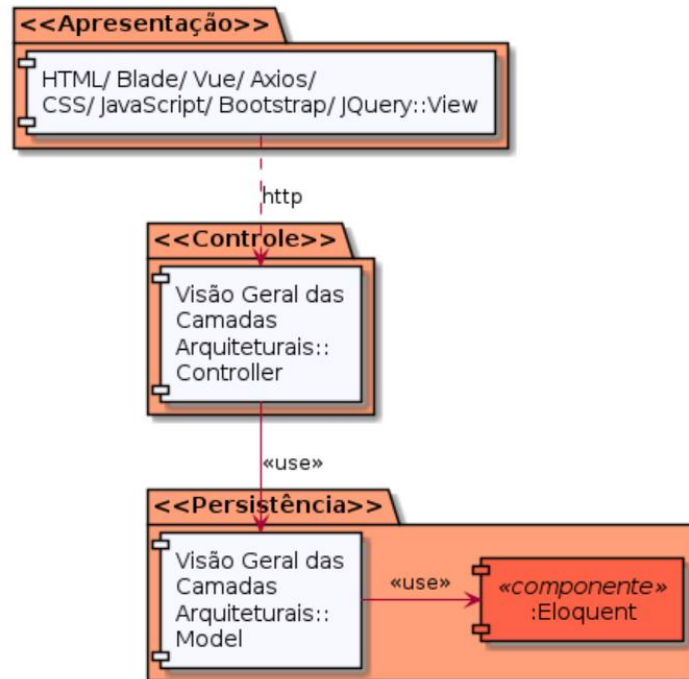 <<Apresentação>>
HTML/ Blade/ Vue/ Axios/
CSS/ JavaScript/ Bootstrap/ JQuery::View
http
<<Controle>>
Visão Geral das
Camadas
Arquiteturais::
Controller
«use»
<<Persistência>>
Visão Geral das
Camadas
Arquiteturais::
Model
«use»
«componente»
:Eloquent